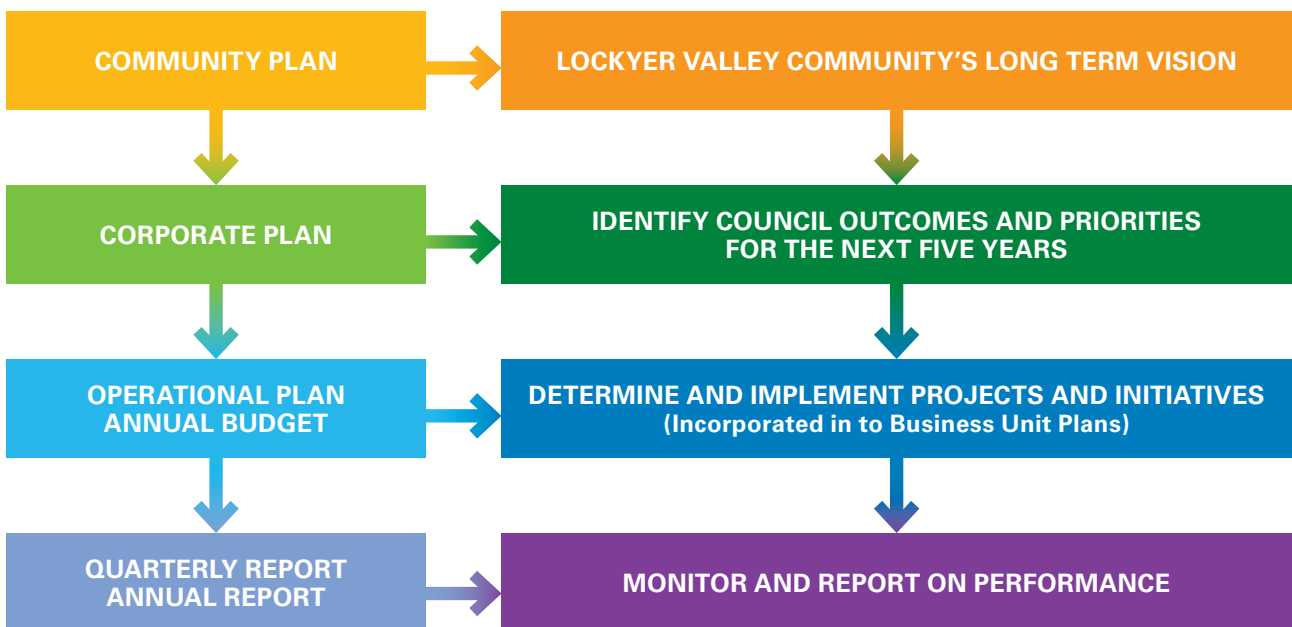 COMMUNITY PLAN
LOCKYER VALLEY COMMUNITY'S LONG TERM VISION
CORPORATE PLAN
IDENTIFY COUNCIL OUTCOMES AND PRIORITIES
FOR THE NEXT FIVE YEARS
OPERATIONAL PLAN
ANNUAL BUDGET
DETERMINE AND IMPLEMENT PROJECTS AND INITIATIVES
(Incorporated in to Business Unit Plans)
QUARTERLY REPORT
ANNUAL REPORT
MONITOR AND REPORT ON PERFORMANCE